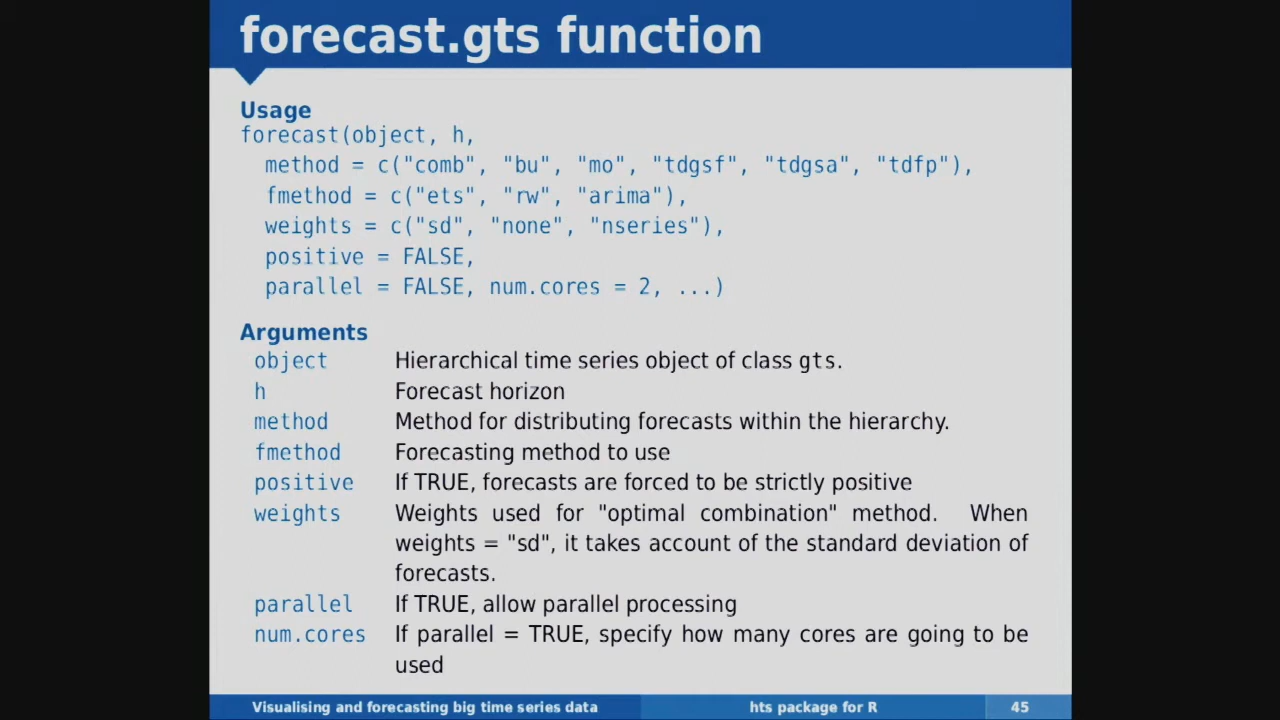 forecast.gts function
Usage
forecast(object, h,
method = c("comb", "bu", "mo", "tdgsf", "tdgsa", "tdfp"),
fmethod = c("ets", "rw", "arima"),
weights = c("sd", "none", "nseries"),
positive = FALSE,
parallel = FALSE, num.cores = 2, ...)
Arguments
object Hierarchical time series object of class gts.
h Forecast horizon
method Method for distributing forecasts within the hierarchy.
fmethod Forecasting method to use
positive If TRUE, forecasts are forced to be strictly positive
weights Weights used for "optimal combination" method. When
weights = "sd", it takes account of the standard deviation of
forecasts.
parallel If TRUE, allow parallel processing
num.cores If parallel = TRUE, specify how many cores are going to be
used
Visualising and forecasting big time series data hts package for R 45